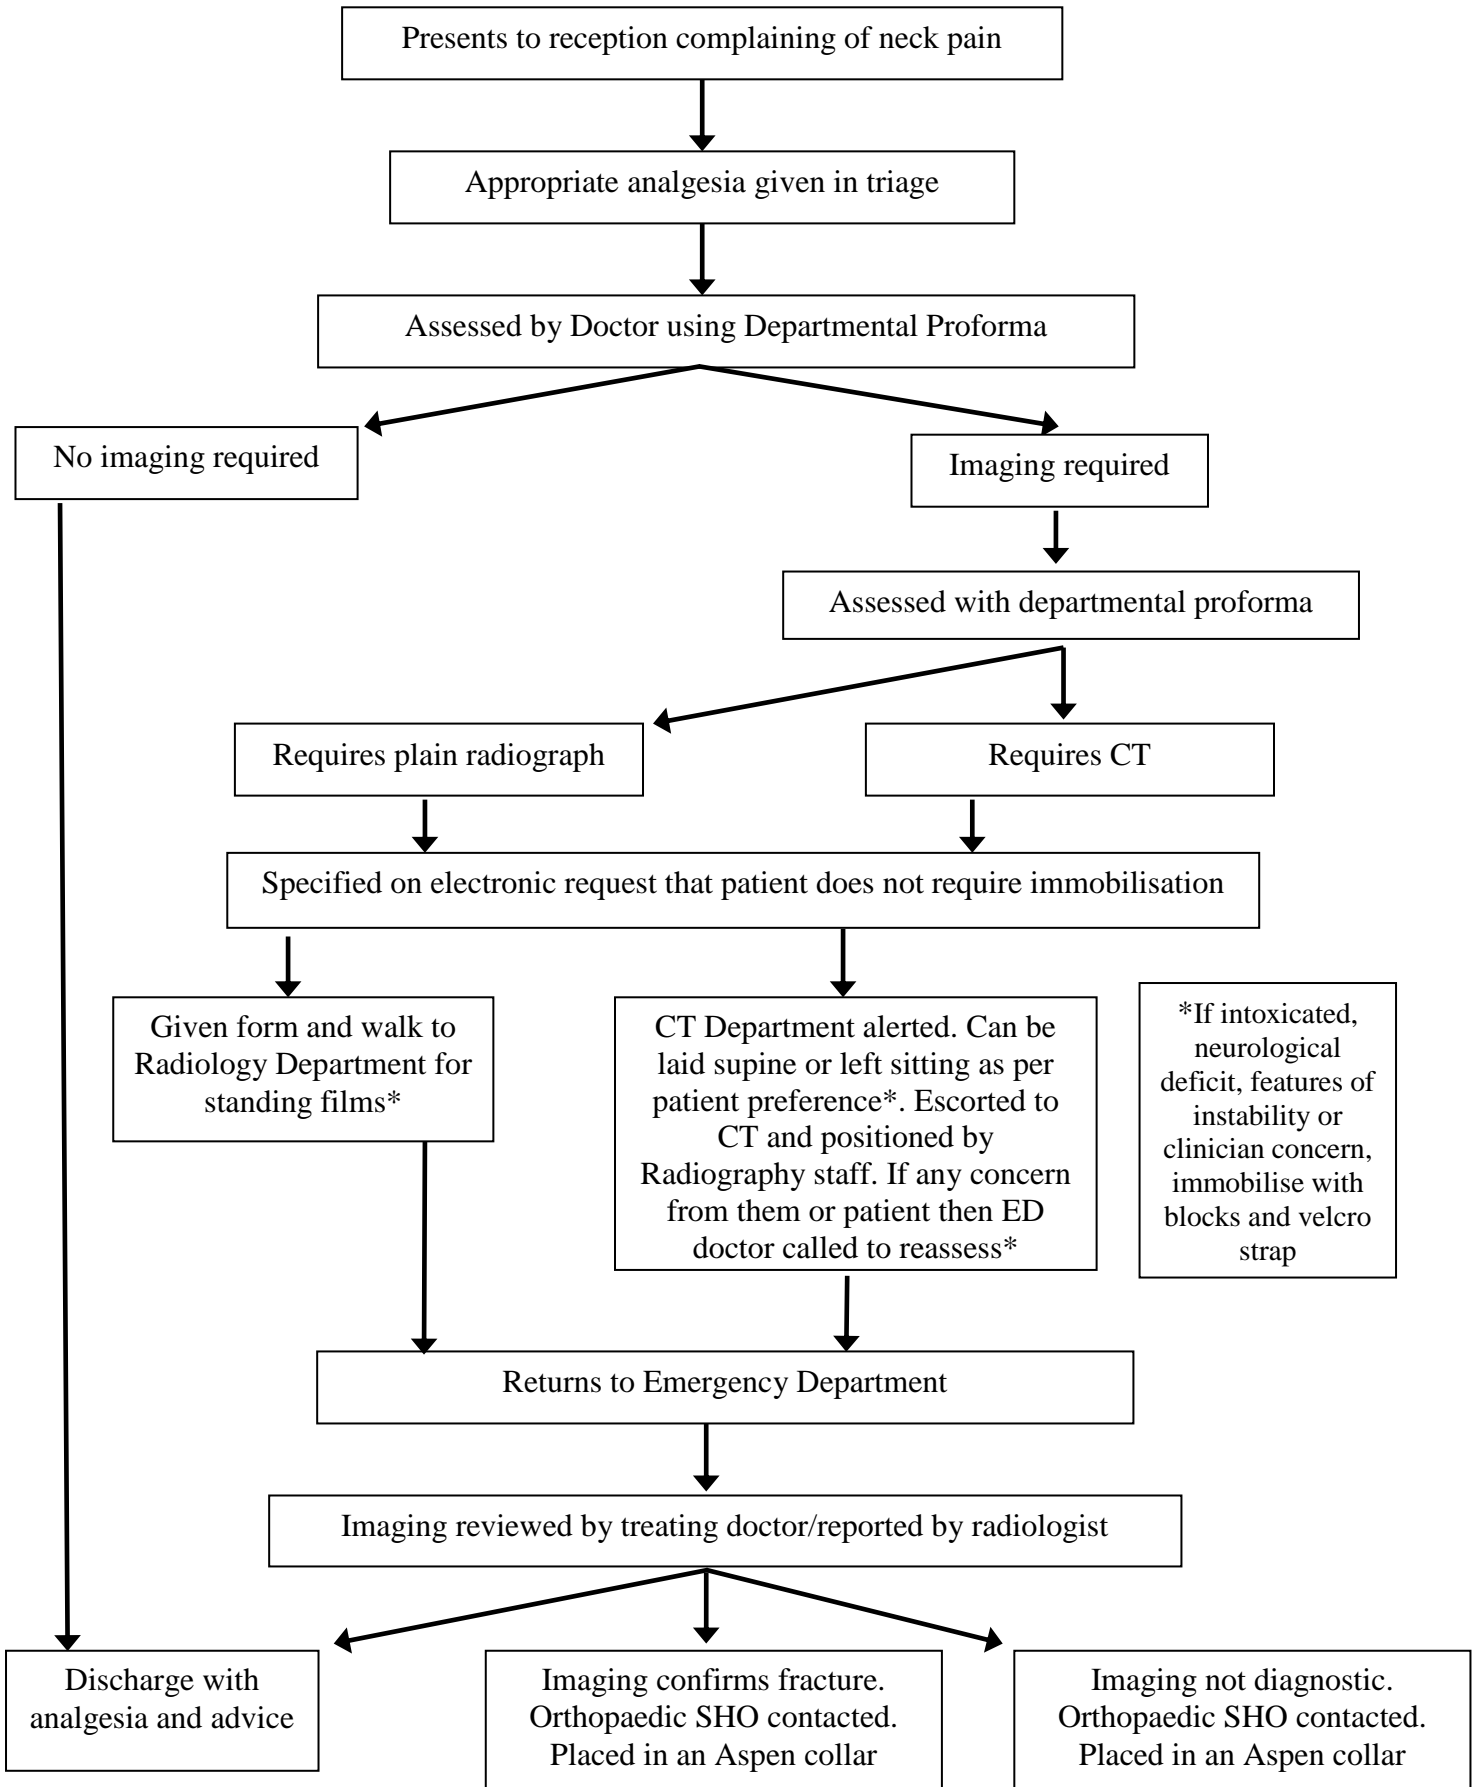 Presents to reception complaining of neck pain
Appropriate analgesia given in triage
Assessed by Doctor using Departmental Proforma
No imaging required
Imaging required
Assessed with departmental proforma
Requires plain radiograph
Requires CT
Specified on electronic request that patient does not require immobilisation
Given form and walk to
Radiology Department for
standing films*
CT Department alerted. Can be
laid supine or left sitting as per
patient preference*. Escorted to
CT and positioned by
Radiography staff. If any concern
from them or patient then ED
doctor called to reassess*
*If intoxicated,
neurological
deficit, features of
instability or
clinician concern,
immobilise with
blocks and velcro
strap
Returns to Emergency Department
Imaging reviewed by treating doctor/reported by radiologist
Discharge with
analgesia and advice
Imaging confirms fracture.
Orthopaedic SHO contacted.
Placed in an Aspen collar
Imaging not diagnostic.
Orthopaedic SHO contacted.
Placed in an Aspen collar